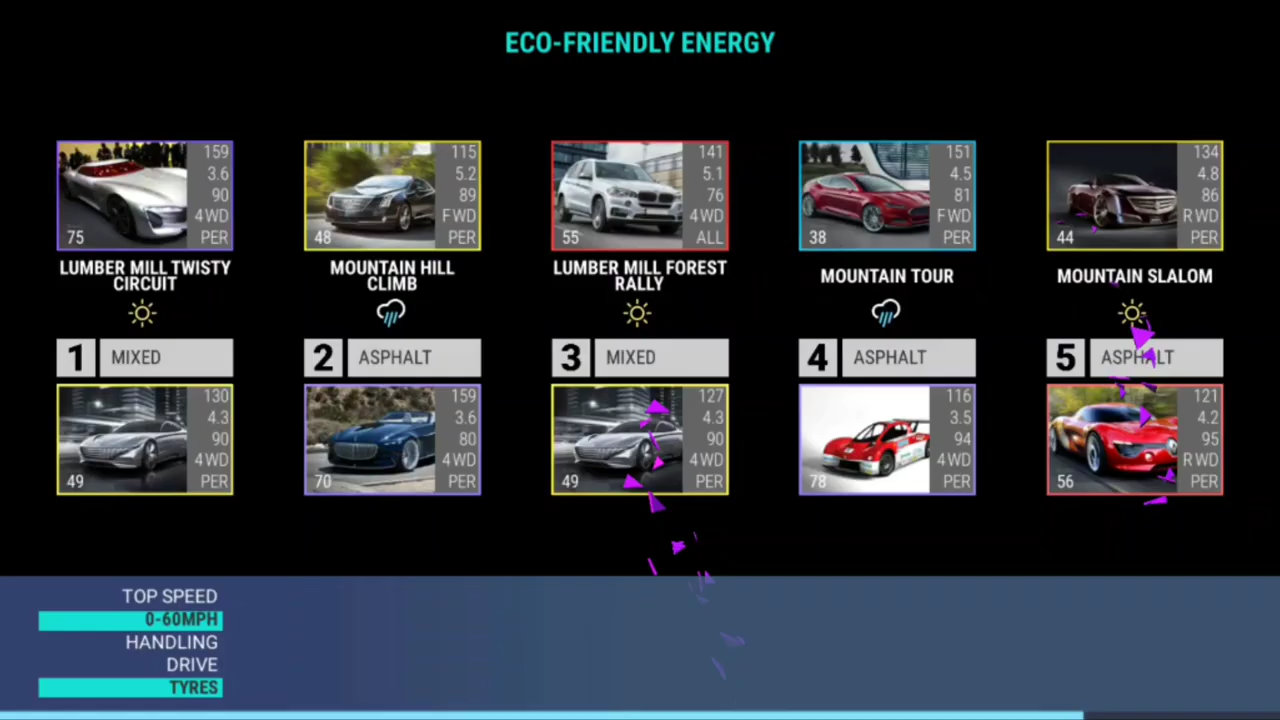 ECO-FRIENDLY ENERGY
159
3.6
90
4WD
75 PER
115
5.2
89
FWD
48 PER
141
5.1
76
4WD
55 ALL
151
4.5
81
FWD
38 PER
134
4.8
86
RWD
44 PER
LUMBER MILL TWISTY
CIRCUIT
MOUNTAIN HILL
CLIMB
LUMBER MILL FOREST
RALLY
MOUNTAIN TOUR
MOUNTAIN SLALOM
1 MIXED
2 ASPHALT
3 MIXED
4 ASPHALT
5 ASPHALT
130
4.3
90
4WD
49 PER
159
3.6
80
4WD
70 PER
127
4.3
90
4WD
49 PER
116
3.5
94
4WD
78 PER
121
4.2
95
RWD
56 PER
TOP SPEED
0-60MPH
HANDLING
DRIVE
TYRES